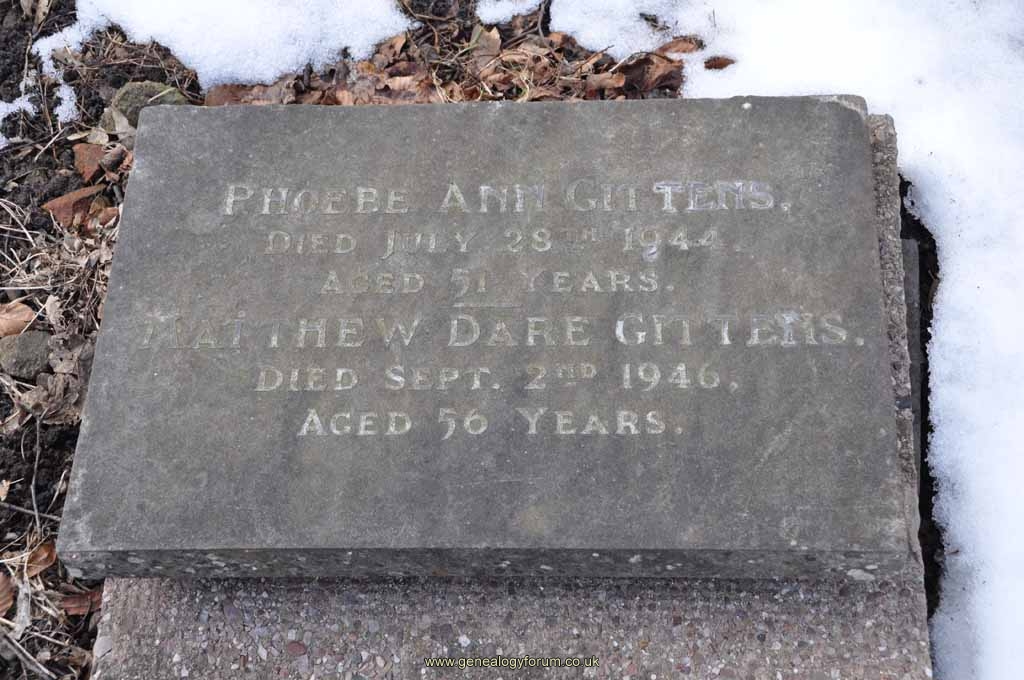 PHOEBE ANN GITTENS.
DIED JULY 28TH 1944.
AGED 51 YEARS.
MATTHEW DARE GITTENS.
DIED SEPT. 2ND 1946.
AGED 56 YEARS.
www.genealogyforum.co.uk